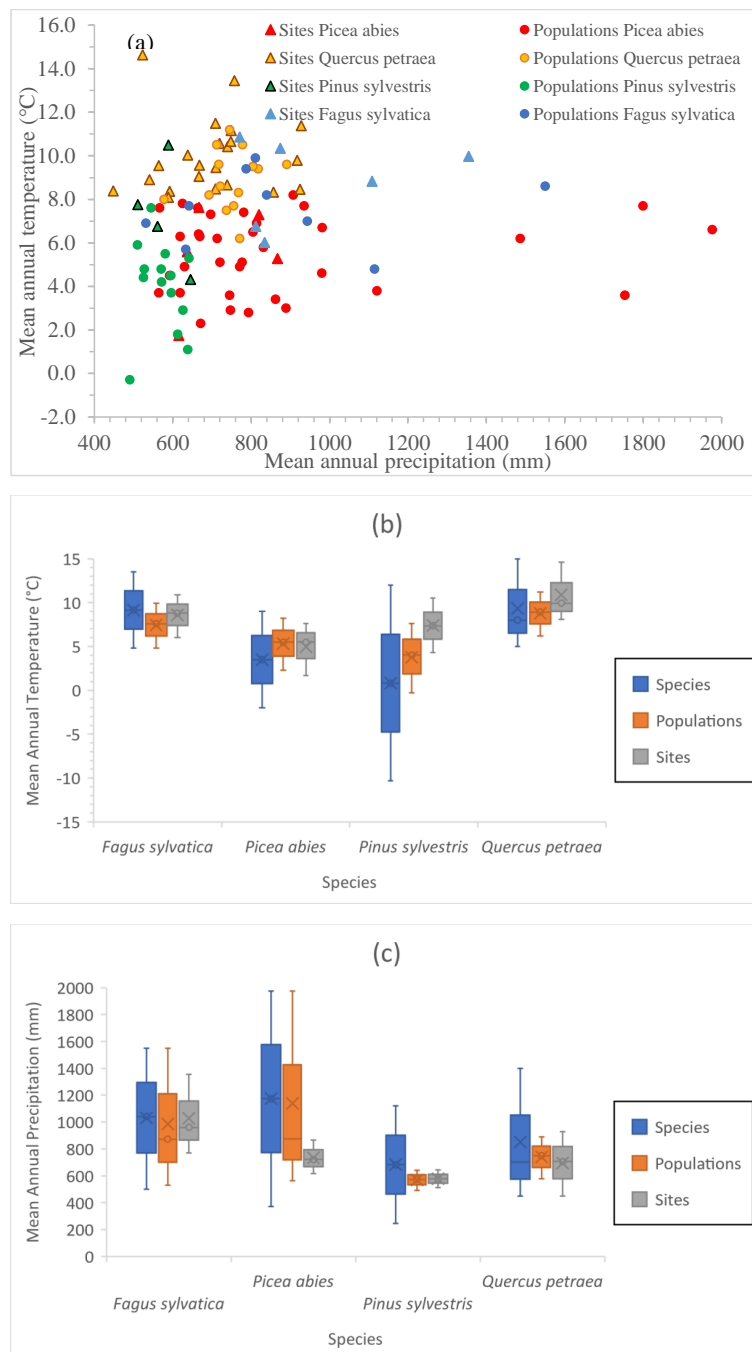 (a)
Sites Picea abies
Populations Picea abies
Sites Quercus petraea
Populations Quercus petraea
Sites Pinus sylvestris
Populations Pinus sylvestris
Sites Fagus sylvatica
Populations Fagus sylvatica
Mean annual temperature (°C)
16.0
14.0
12.0
10.0
8.0
6.0
4.0
2.0
0.0
-2.0
400 600 800 1000 1200 1400 1600 1800 2000
Mean annual precipitation (mm)
(b)
Mean Annual Temperature (°C)
15
10
5
0
-5
-10
-15
Fagus sylvatica Picea abies Pinus sylvestris Quercus petraea
Species
Species
Populations
Sites
(c)
Mean Annual Precipitation (mm)
2000
1800
1600
1400
1200
1000
800
600
400
200
0
Fagus sylvatica Picea abies Pinus sylvestris Quercus petraea
Species
Species
Populations
Sites